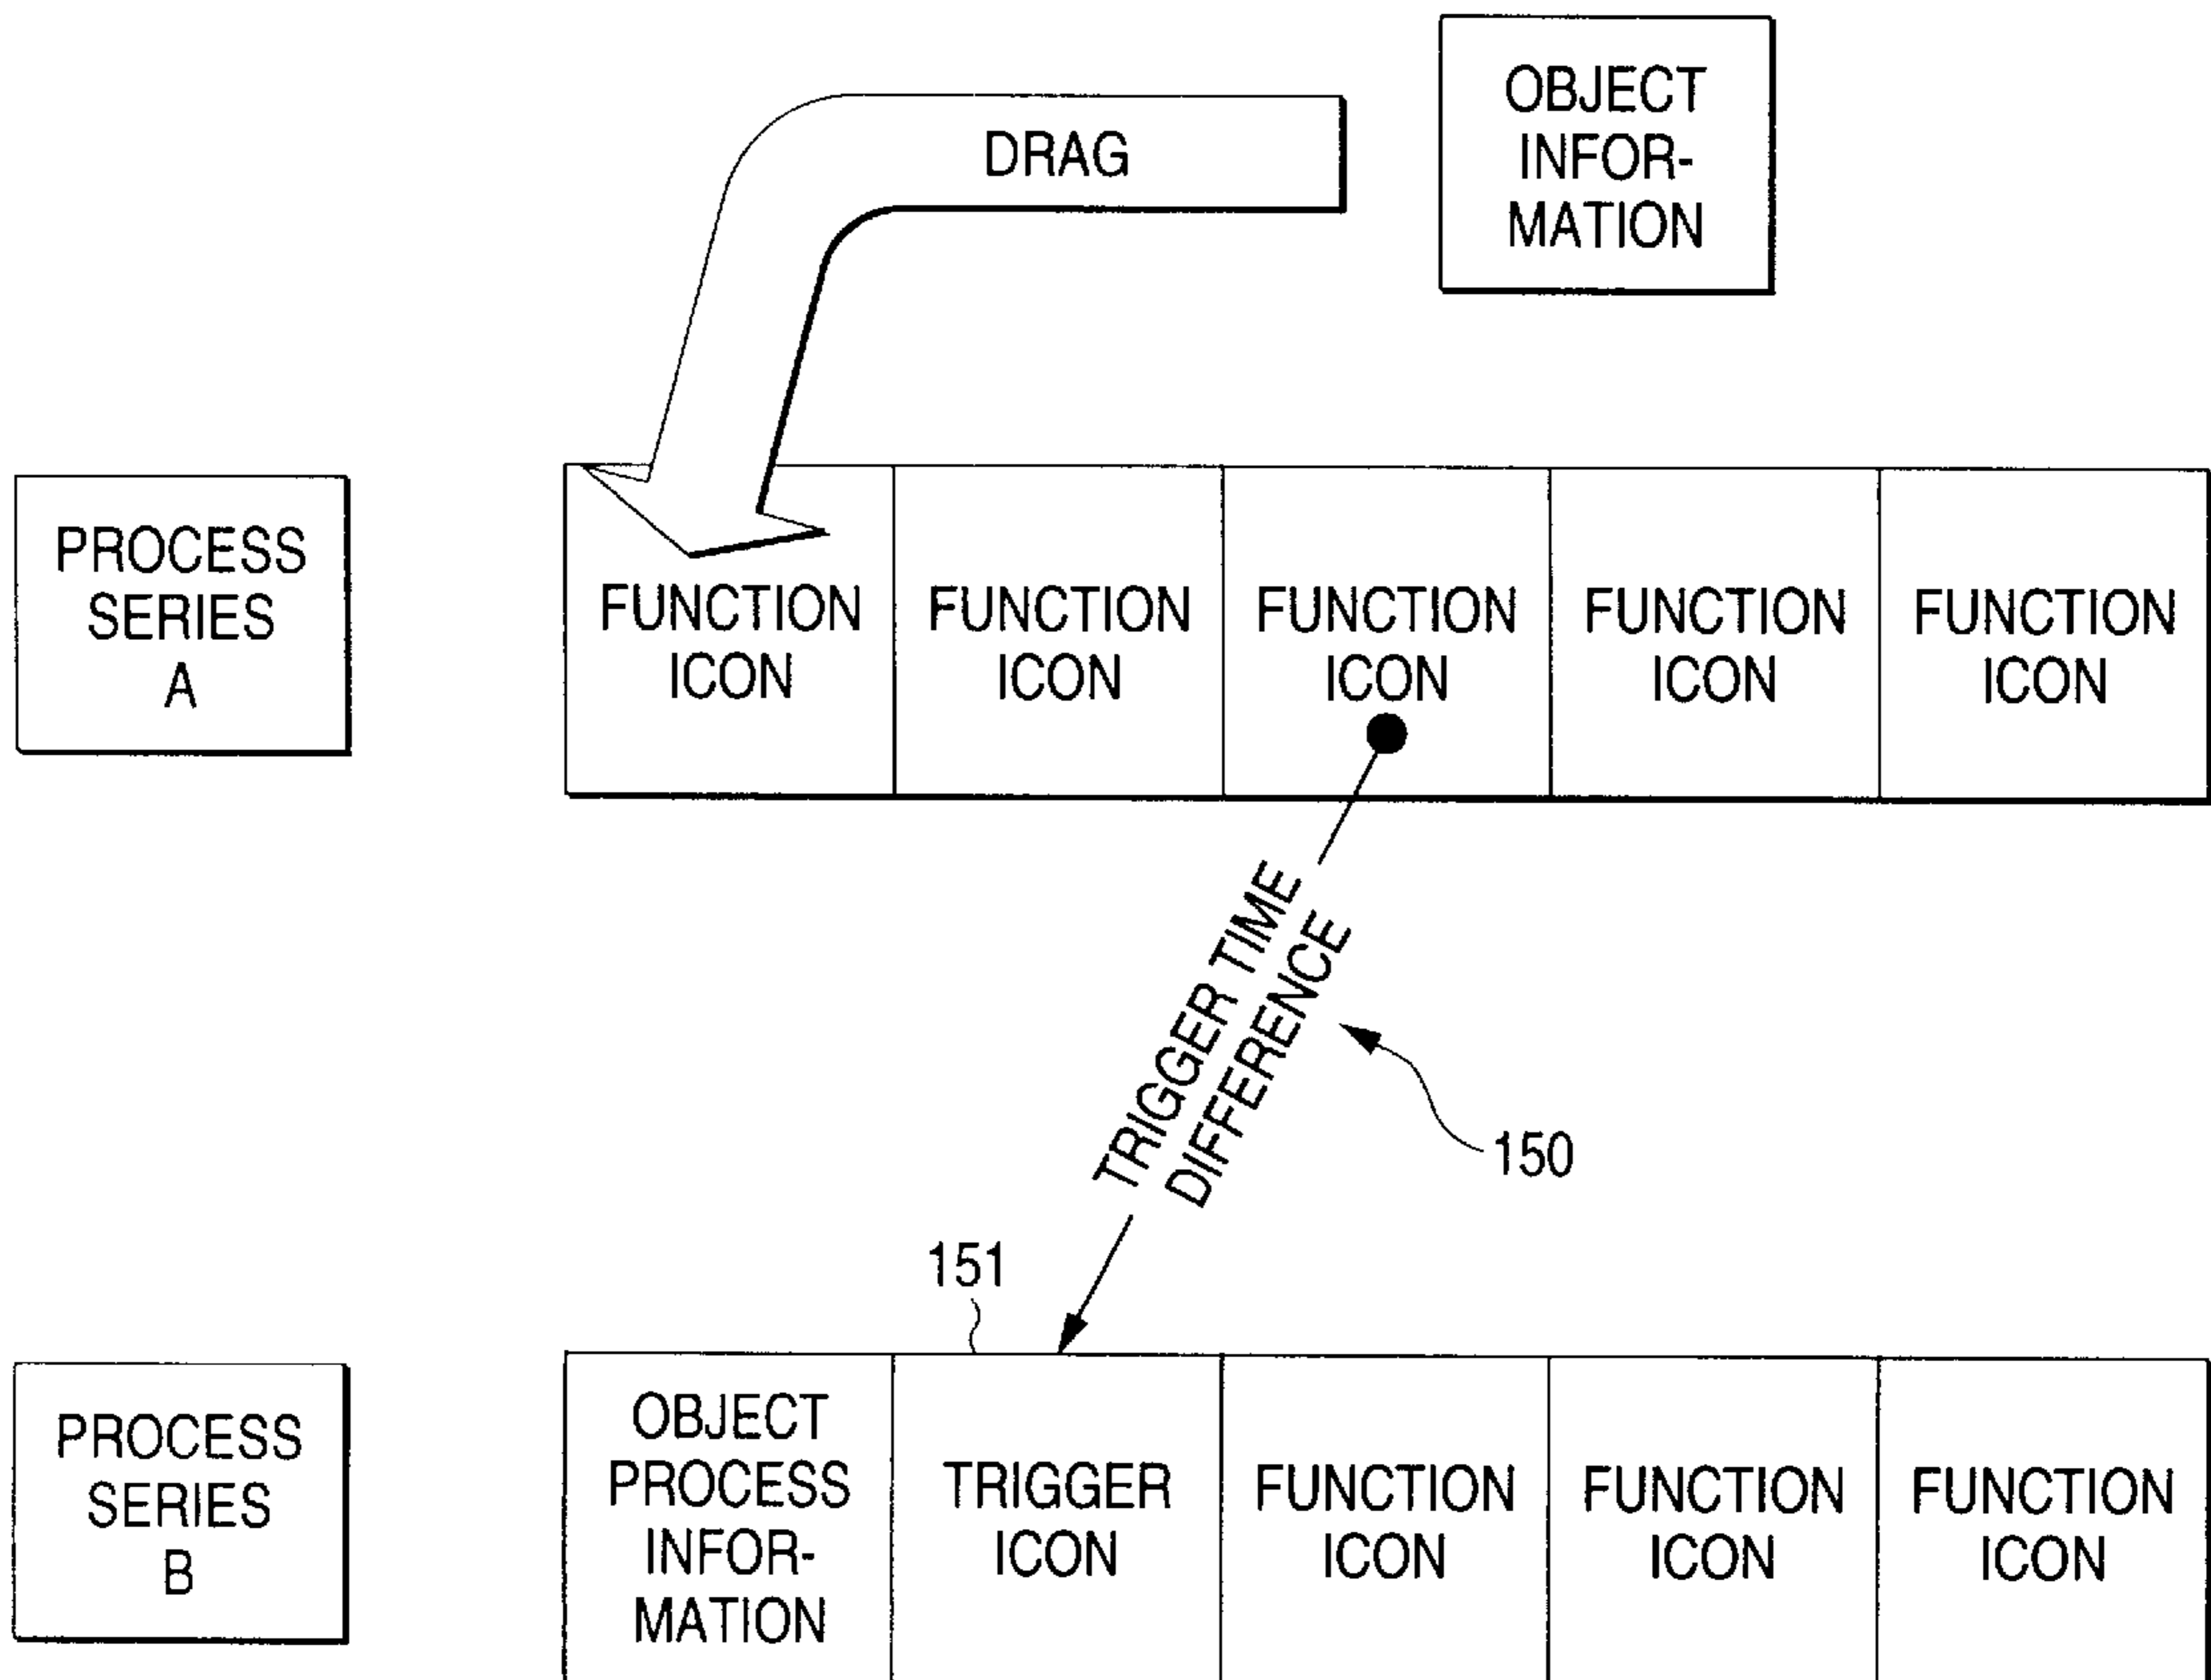 OBJECT
INFOR-
MATION
DRAG
PROCESS
SERIES
A
FUNCTION
ICON
FUNCTION
ICON
FUNCTION
ICON
FUNCTION
ICON
FUNCTION
ICON
TRIGGER TIME
DIFFERENCE
150
151
PROCESS
SERIES
B
OBJECT
PROCESS
INFOR-
MATION
TRIGGER
ICON
FUNCTION
ICON
FUNCTION
ICON
FUNCTION
ICON